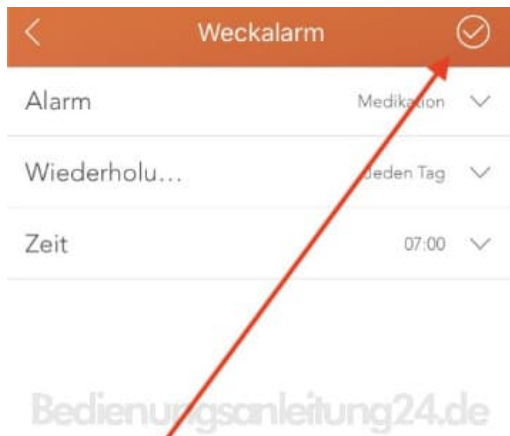 Weckalarm
Alarm Medikation
Wiederholu... Jeden Tag
Zeit 07:00
Bedienungsanleitung24.de